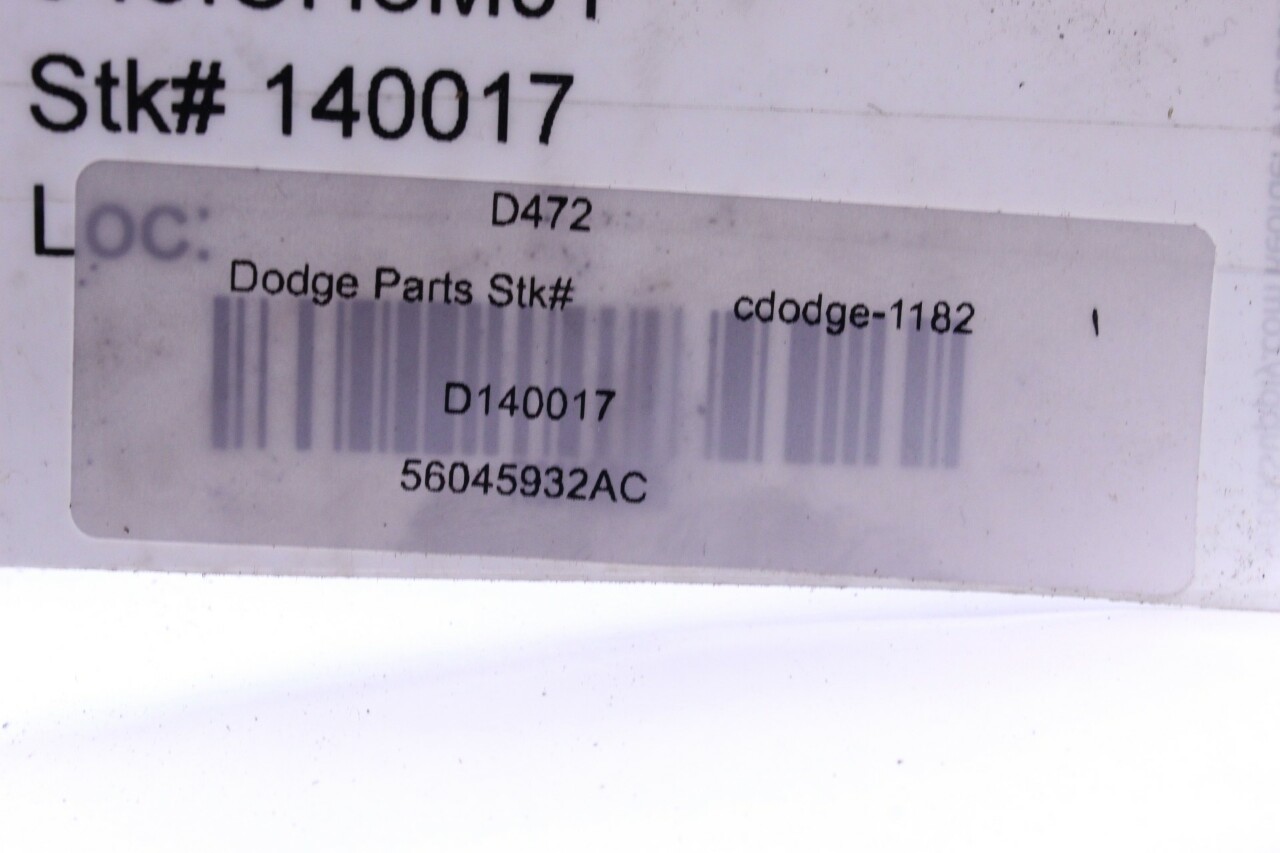 Stk# 140017
Loc:
D472
Dodge Parts Stk# cdodge-1182
D140017
56045932AC